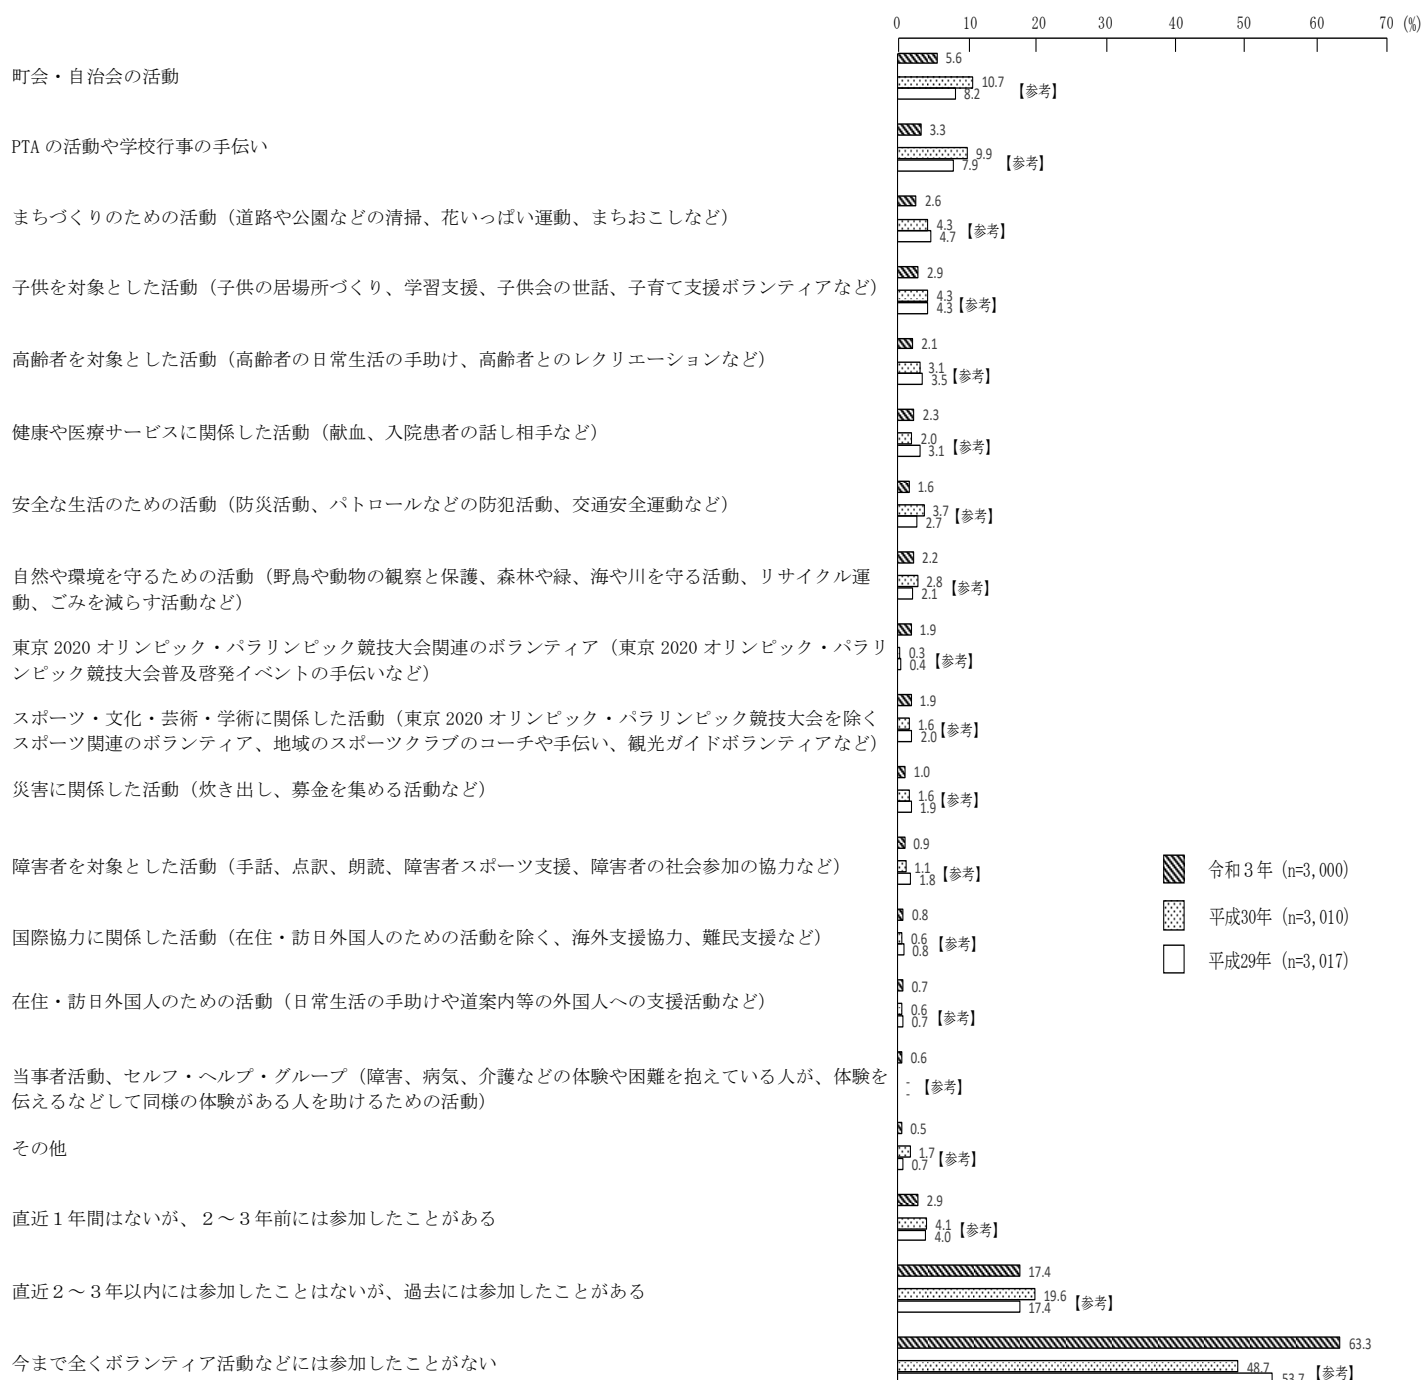 0 10 20 30 40 50 60 70 (%)
町会・自治会の活動
5.6
10.7
8.2
【参考】
PTA の活動や学校行事の手伝い
3.3
9.9
7.9
【参考】
まちづくりのための活動（道路や公園などの清掃、花いっぱい運動、まちおこしなど）
2.6
4.3
4.7
【参考】
子供を対象とした活動（子供の居場所づくり、学習支援、子供会の世話、子育て支援ボランティアなど）
2.9
4.3
4.3
【参考】
高齢者を対象とした活動（高齢者の日常生活の手助け、高齢者とのレクリエーションなど）
2.1
3.1
3.5
【参考】
健康や医療サービスに関係した活動（献血、入院患者の話し相手など）
2.3
2.0
3.1
【参考】
安全な生活のための活動（防災活動、パトロールなどの防犯活動、交通安全運動など）
1.6
3.7
2.7
【参考】
自然や環境を守るための活動（野鳥や動物の観察と保護、森林や緑、海や川を守る活動、リサイクル運
動、ごみを減らす活動など）
2.2
2.8
2.1
【参考】
東京 2020 オリンピック・パラリンピック競技大会関連のボランティア（東京 2020 オリンピック・パラリ
ンピック競技大会普及啓発イベントの手伝いなど）
1.9
0.3
0.4
【参考】
スポーツ・文化・芸術・学術に関係した活動（東京 2020 オリンピック・パラリンピック競技大会を除く
スポーツ関連のボランティア、地域のスポーツクラブのコーチや手伝い、観光ガイドボランティアなど）
1.9
1.6
2.0
【参考】
災害に関係した活動（炊き出し、募金を集める活動など）
1.0
1.6
1.9
【参考】
障害者を対象とした活動（手話、点訳、朗読、障害者スポーツ支援、障害者の社会参加の協力など）
0.9
1.1
1.8
【参考】
国際協力に関係した活動（在住・訪日外国人のための活動を除く、海外支援協力、難民支援など）
0.8
0.6
0.8
【参考】
在住・訪日外国人のための活動（日常生活の手助けや道案内等の外国人への支援活動など）
0.7
0.6
0.7
【参考】
当事者活動、セルフ・ヘルプ・グループ（障害、病気、介護などの体験や困難を抱えている人が、体験を
伝えるなどして同様の体験がある人を助けるための活動）
0.6
-
-
【参考】
その他
0.5
1.7
0.7
【参考】
直近１年間はないが、２～３年前には参加したことがある
2.9
4.1
4.0
【参考】
直近２～３年以内には参加したことはないが、過去には参加したことがある
17.4
19.6
17.4
【参考】
今まで全くボランティア活動などには参加したことがない
63.3
48.7
53.7
【参考】
令和３年 (n=3,000)
平成30年 (n=3,010)
平成29年 (n=3,017)